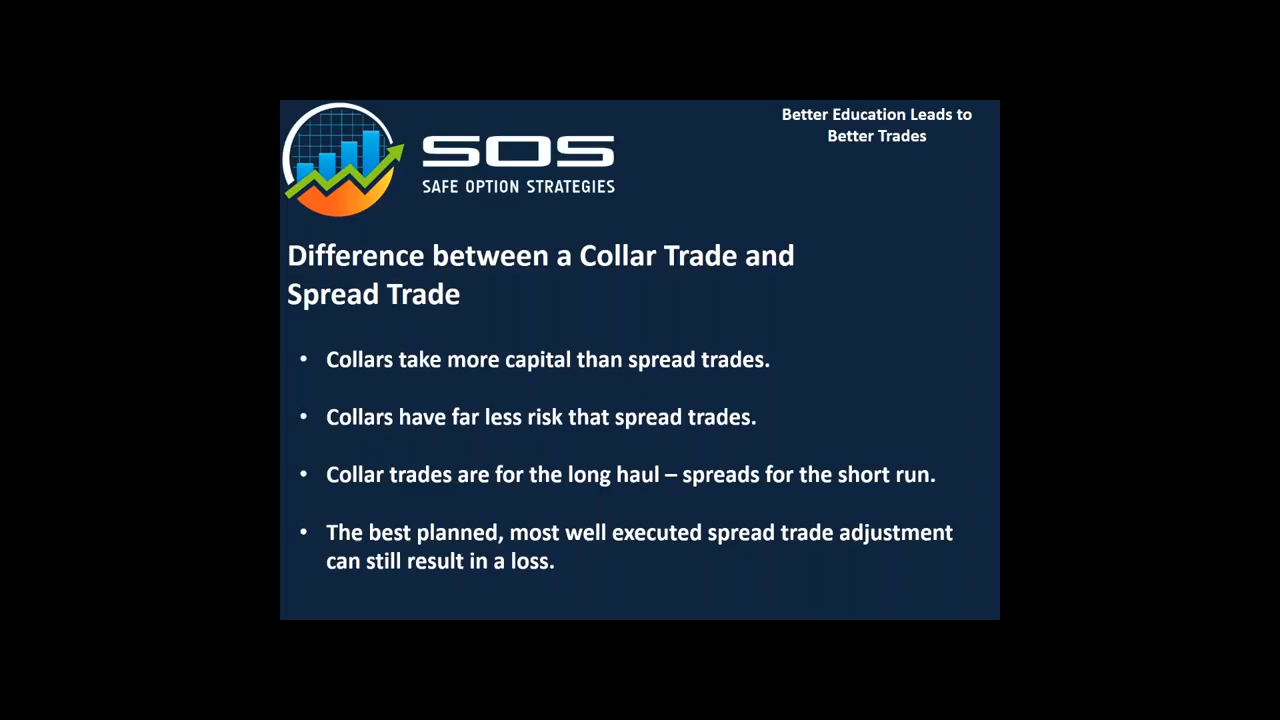 Better Education Leads to
Better Trades
SOS
SAFE OPTION STRATEGIES
Difference between a Collar Trade and
Spread Trade
• Collars take more capital than spread trades.
• Collars have far less risk that spread trades.
• Collar trades are for the long haul – spreads for the short run.
• The best planned, most well executed spread trade adjustment
can still result in a loss.